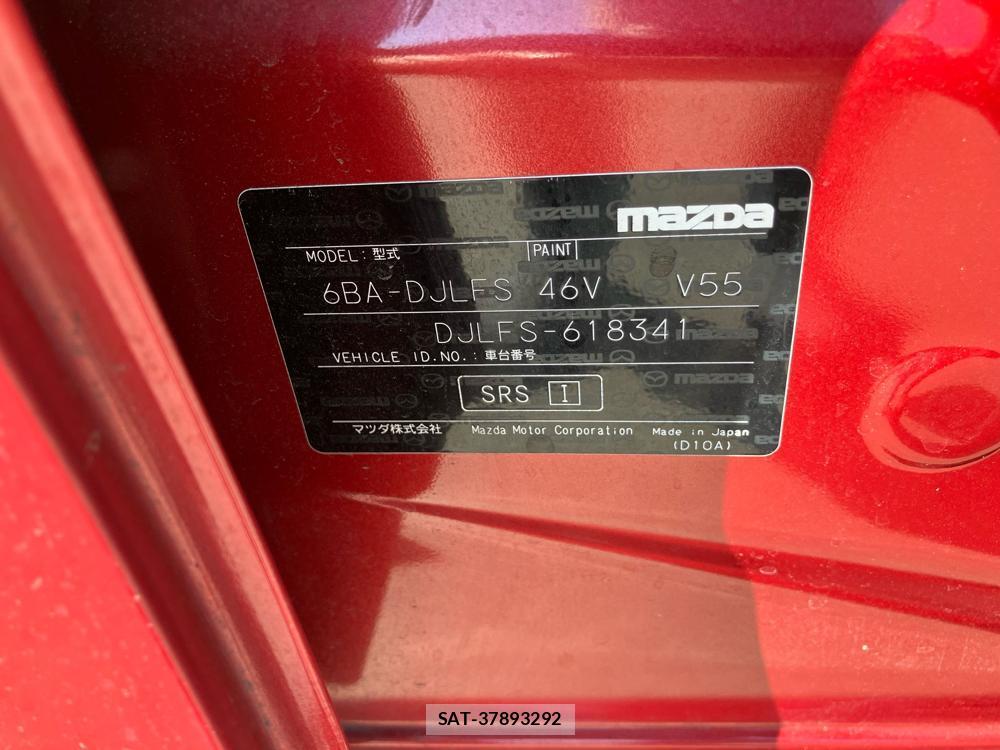 mazda
MODEL : 型式 PAINT
6BA-DJLFS 46V V55
DJLFS-618341
VEHICLE ID.NO. : 車台番号
SRS I
マツダ株式会社 Mazda Motor Corporation Made in Japan
(D10A)
SAT-37893292